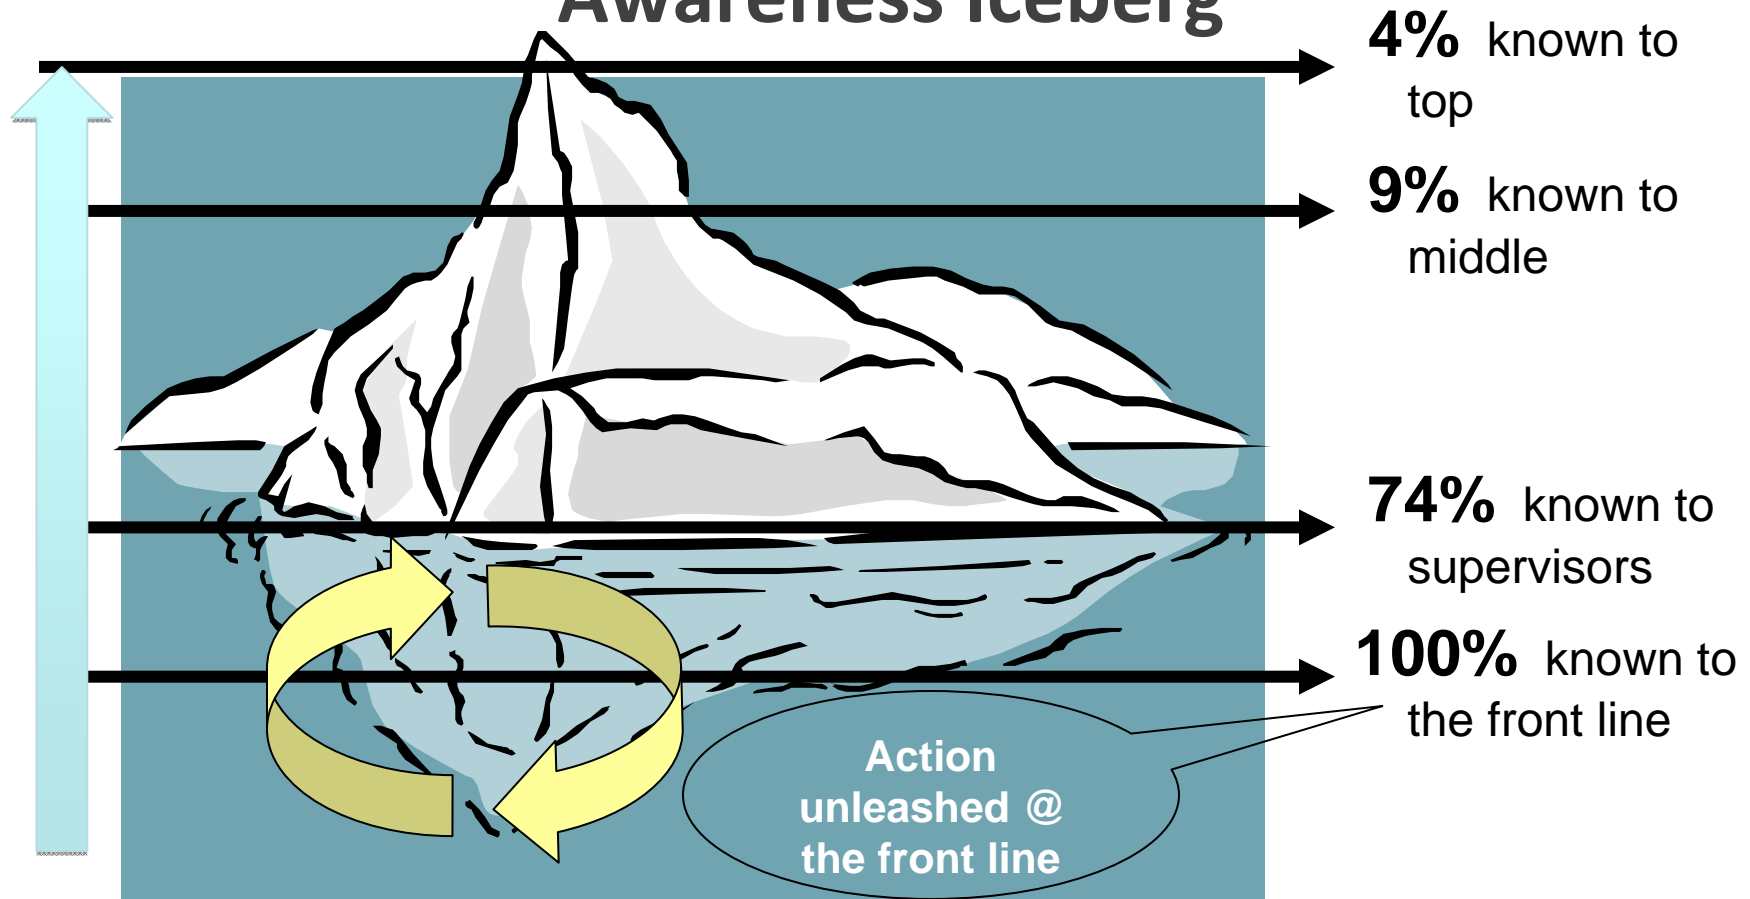 Awareness Iceberg
4% known to
top
9% known to
middle
74% known to
supervisors
100% known to
the front line
Action
unleashed @
the front line